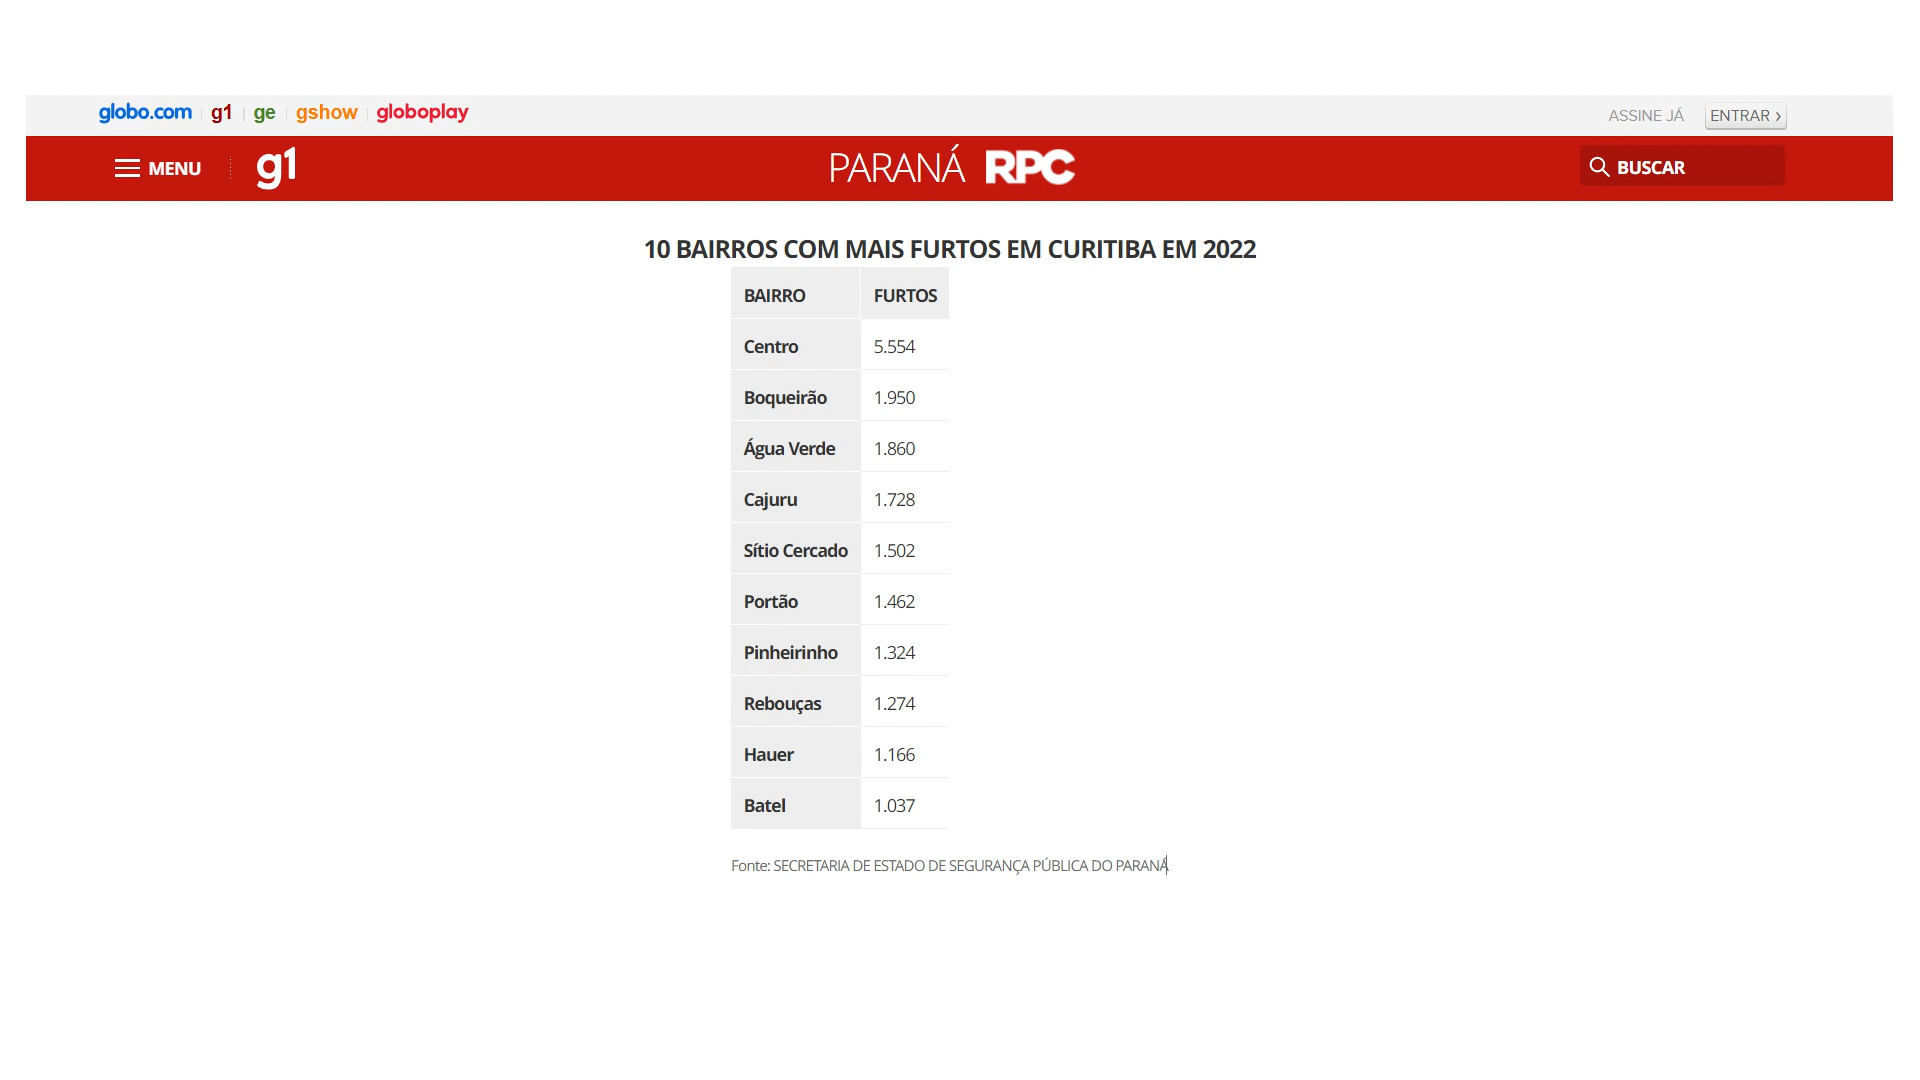 globo.com g1 ge gshow globoplay ASSINE JÁ ENTRAR ›
MENU g1 PARANÁ RPC BUSCAR
10 BAIRROS COM MAIS FURTOS EM CURITIBA EM 2022
BAIRRO FURTOS
Centro 5.554
Boqueirão 1.950
Água Verde 1.860
Cajuru 1.728
Sítio Cercado 1.502
Portão 1.462
Pinheirinho 1.324
Rebouças 1.274
Hauer 1.166
Batel 1.037
Fonte: SECRETARIA DE ESTADO DE SEGURANÇA PÚBLICA DO PARANÁ